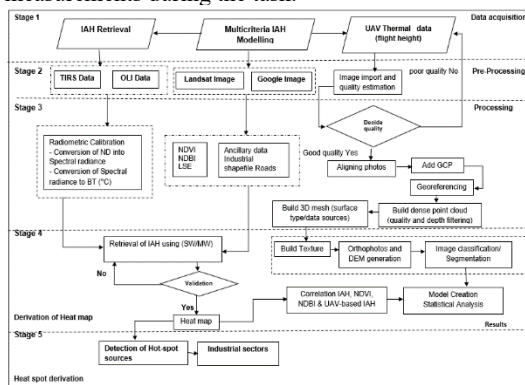 measurements during the task.
Stage 1
IAH Retrieval
Multicriteria IAH
Modelling
UAV Thermal data
(flight height)
Data acquisition
Stage 2
TIRS Data
OLI Data
Landsat Image
Google Image
Image import and
quality estimation
poor quality No
Pre-Processing
Stage 3
Processing
Radiometric Calibration
- Conversion of ND into
Spectral radiance
- Conversion of Spectral
radiance to BT (°C)
NDVI
NDBI
LSE
Ancillary data
Industrial
shapefile Roads
Decide
quality
Good quality Yes
Aligning photos
Add GCP
Georeferencing
Build 3D mesh (surface
type/data sources)
Build dense point cloud
(quality and depth filtering)
Stage 4
Retrieval of IAH using (SW/MW)
Build Texture
Orthophotos and
DEM generation
Image classification/
Segmentation
No
Validation
Yes
Heat map
Correlation IAH, NDVI,
NDBI & UAV-based IAH
Model Creation
Statistical Analysis
Derivation of Heat map
Results
Stage 5
Detection of Hot-spot
sources
Industrial sectors
Heat spot derivation